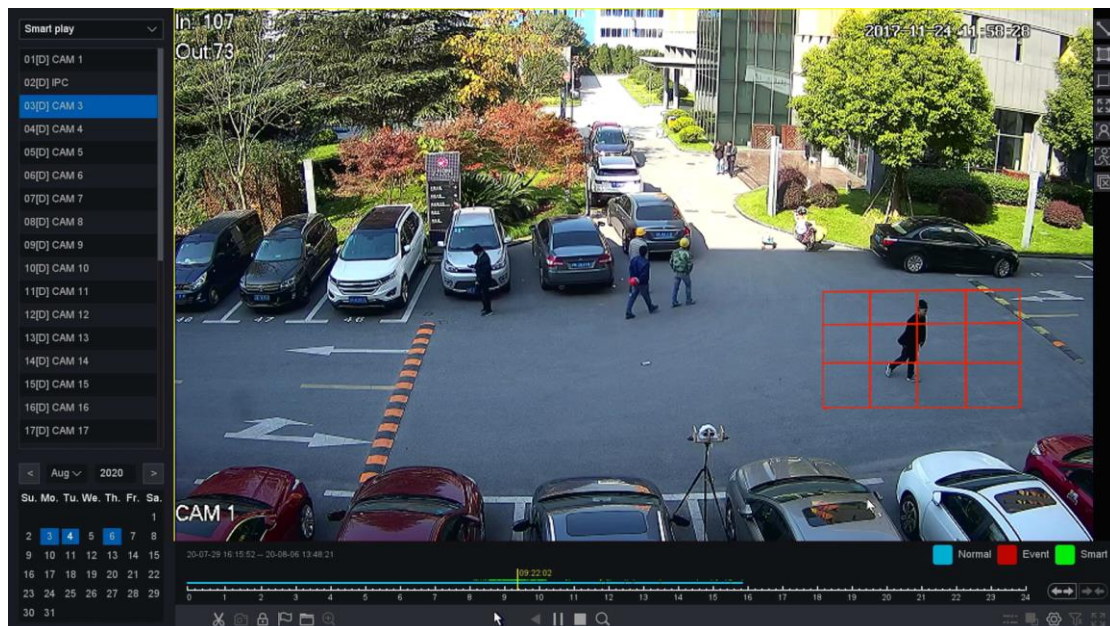 Smart play
01[D] CAM 1
02[D] IPC
03[D] CAM 3
04[D] CAM 4
05[D] CAM 5
06[D] CAM 6
07[D] CAM 7
08[D] CAM 8
09[D] CAM 9
10[D] CAM 10
11[D] CAM 11
12[D] CAM 12
13[D] CAM 13
14[D] CAM 14
15[D] CAM 15
16[D] CAM 16
17[D] CAM 17
< Aug 2020 >
Su. Mo. Tu. We. Th. Fr. Sa.
1
2 3 4 5 6 7 8
9 10 11 12 13 14 15
16 17 18 19 20 21 22
23 24 25 26 27 28 29
30 31
In: 107
Out:73
2017-11-24 11:58:28
47 46
CAM 1
20-07-29 16:15:52 -- 20-08-06 13:48:21
Normal Event Smart
09:22:02
0 1 2 3 4 5 6 7 8 9 10 11 12 13 14 15 16 17 18 19 20 21 22 23 24